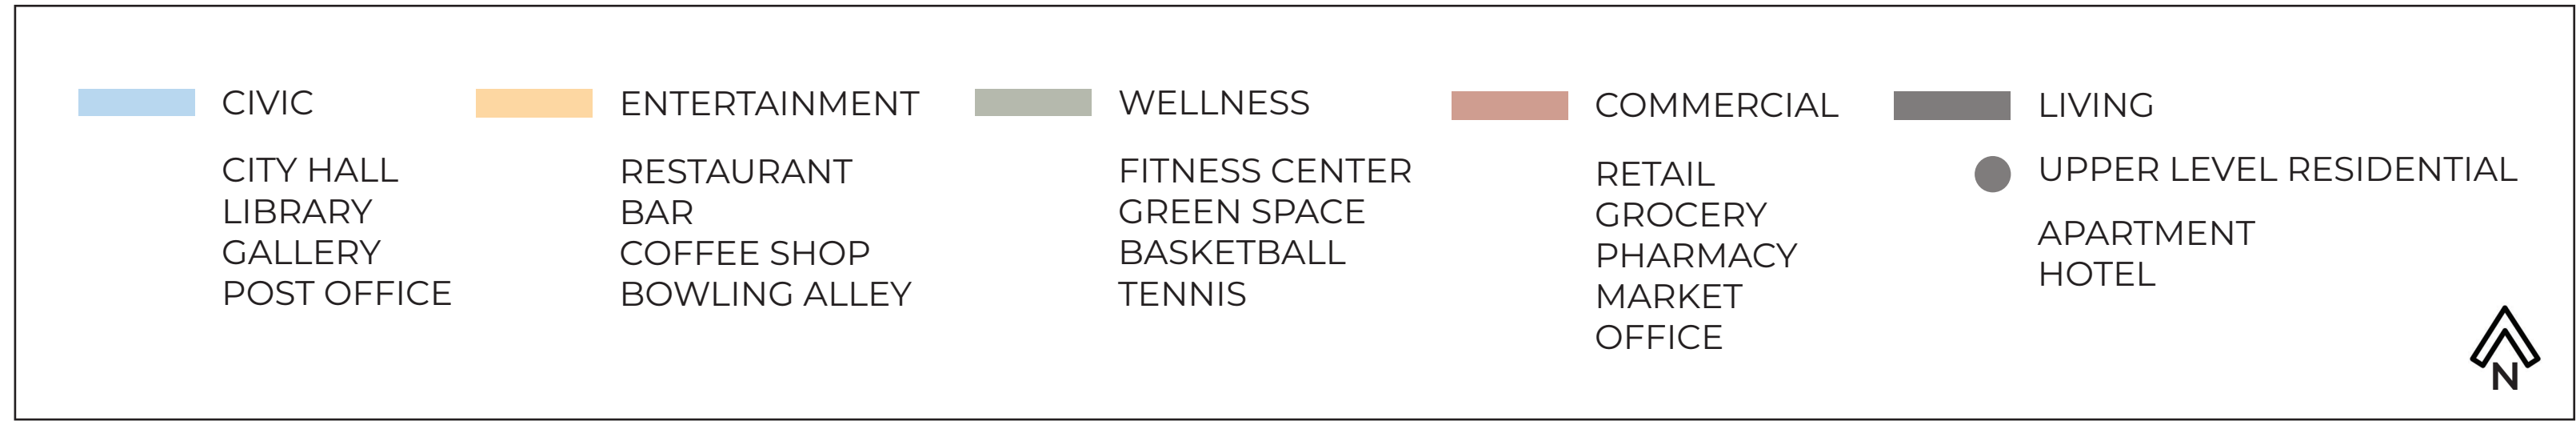 CIVIC
CITY HALL
LIBRARY
GALLERY
POST OFFICE
ENTERTAINMENT
RESTAURANT
BAR
COFFEE SHOP
BOWLING ALLEY
WELLNESS
FITNESS CENTER
GREEN SPACE
BASKETBALL
TENNIS
COMMERCIAL
RETAIL
GROCERY
PHARMACY
MARKET
OFFICE
LIVING
UPPER LEVEL RESIDENTIAL
APARTMENT
HOTEL
N